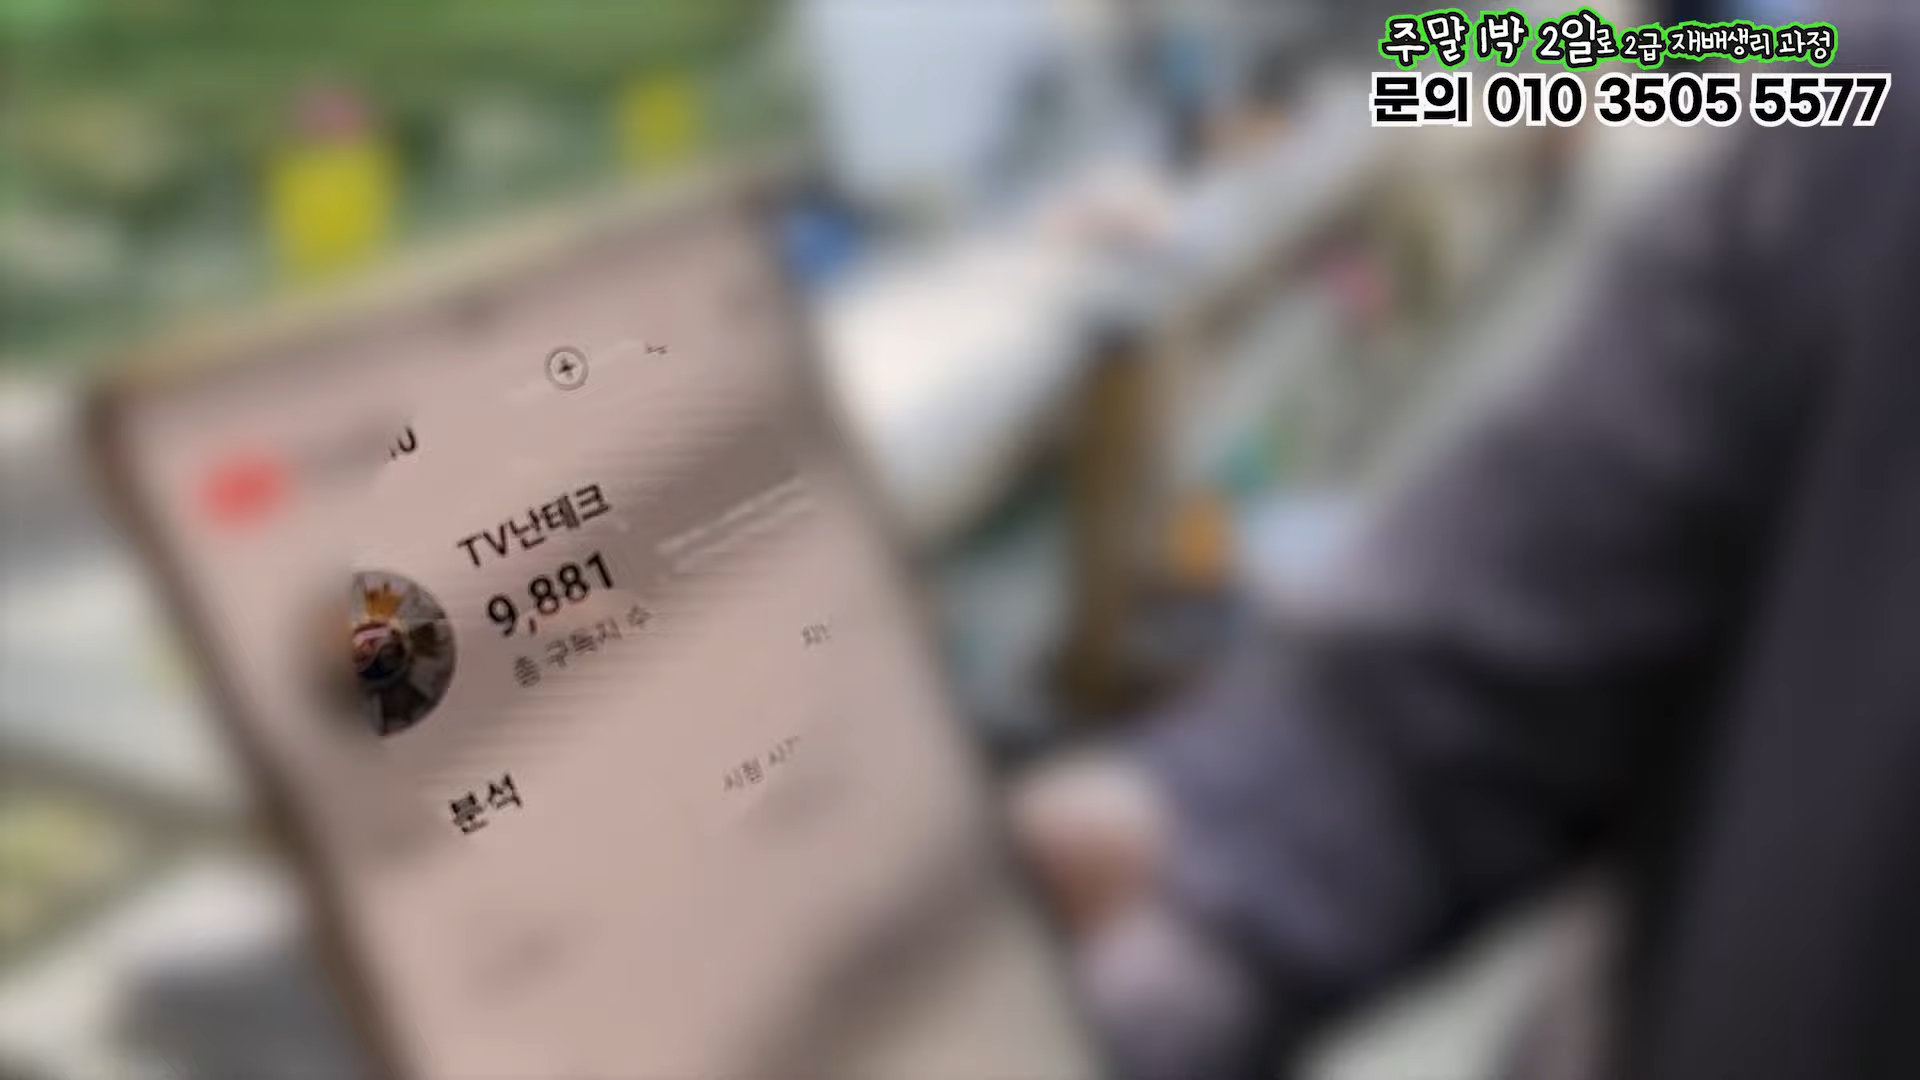 주말 1박 2일로 2급 재배생리 과정
문의 010 3505 5577
TV난테크
9,881
총 구독자 수
분석